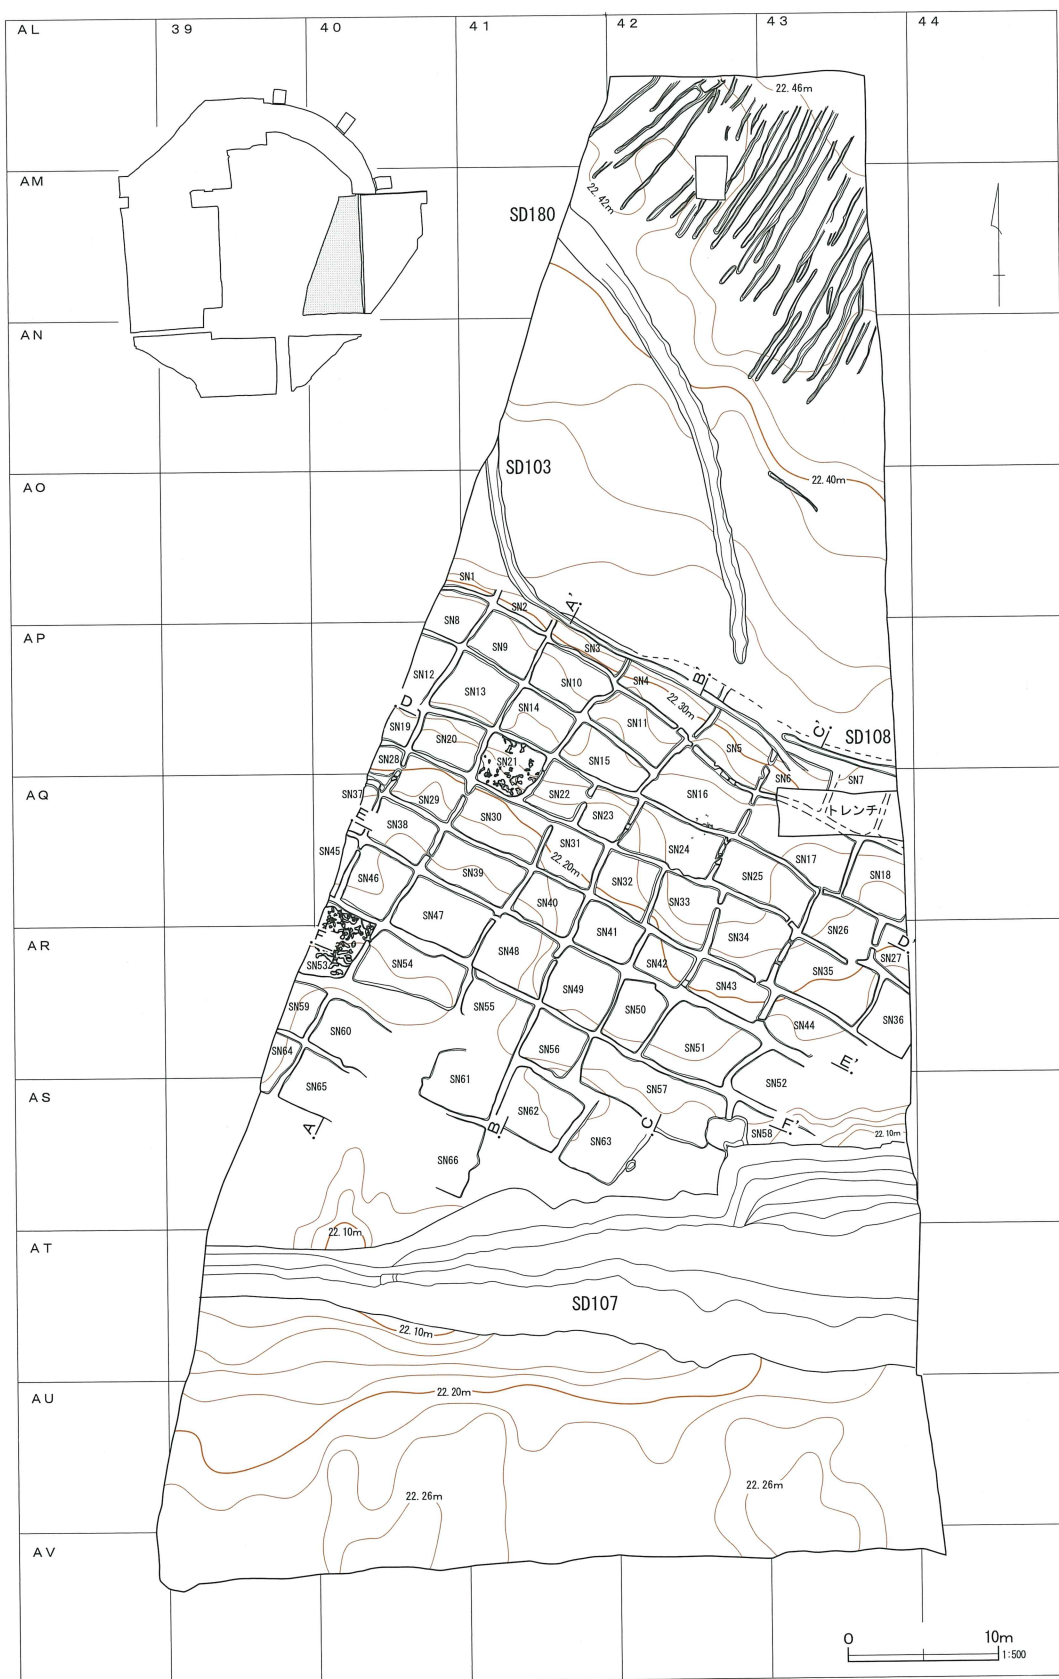 AL 39 40 41 42 43 44
22.46m
AM
22.42m
SD180
AN
SD103
22.40m
AO
SN1
SN2
A'
SN8
AP
SN9
SN3
SN10
SN4
B'
22.30m
SN12
SN13
D
SN14
SN11
C'
SD108
SN19
SN20
SN21
SN15
SN5
SN6
SN7
SN28
AQ
SN37
SN29
SN22
SN16
トレンチ
E
SN38
SN30
SN23
SN31
SN24
SN17
SN45
22.20m
SN46
SN39
SN32
SN25
SN18
SN40
SN33
SN47
SN41
SN26
AR
F
SN34
D'
SN53
SN54
SN48
SN42
SN35
SN27
SN49
SN43
SN59
SN55
SN50
SN36
SN60
SN44
SN64
SN56
SN51
E'
SN65
SN61
SN57
SN52
AS
A
B
SN62
C
F'
SN63
SN58
22.10m
SN66
22.10m
AT
SD107
22.10m
AU
22.20m
22.26m
22.26m
AV
0 10m
1:500